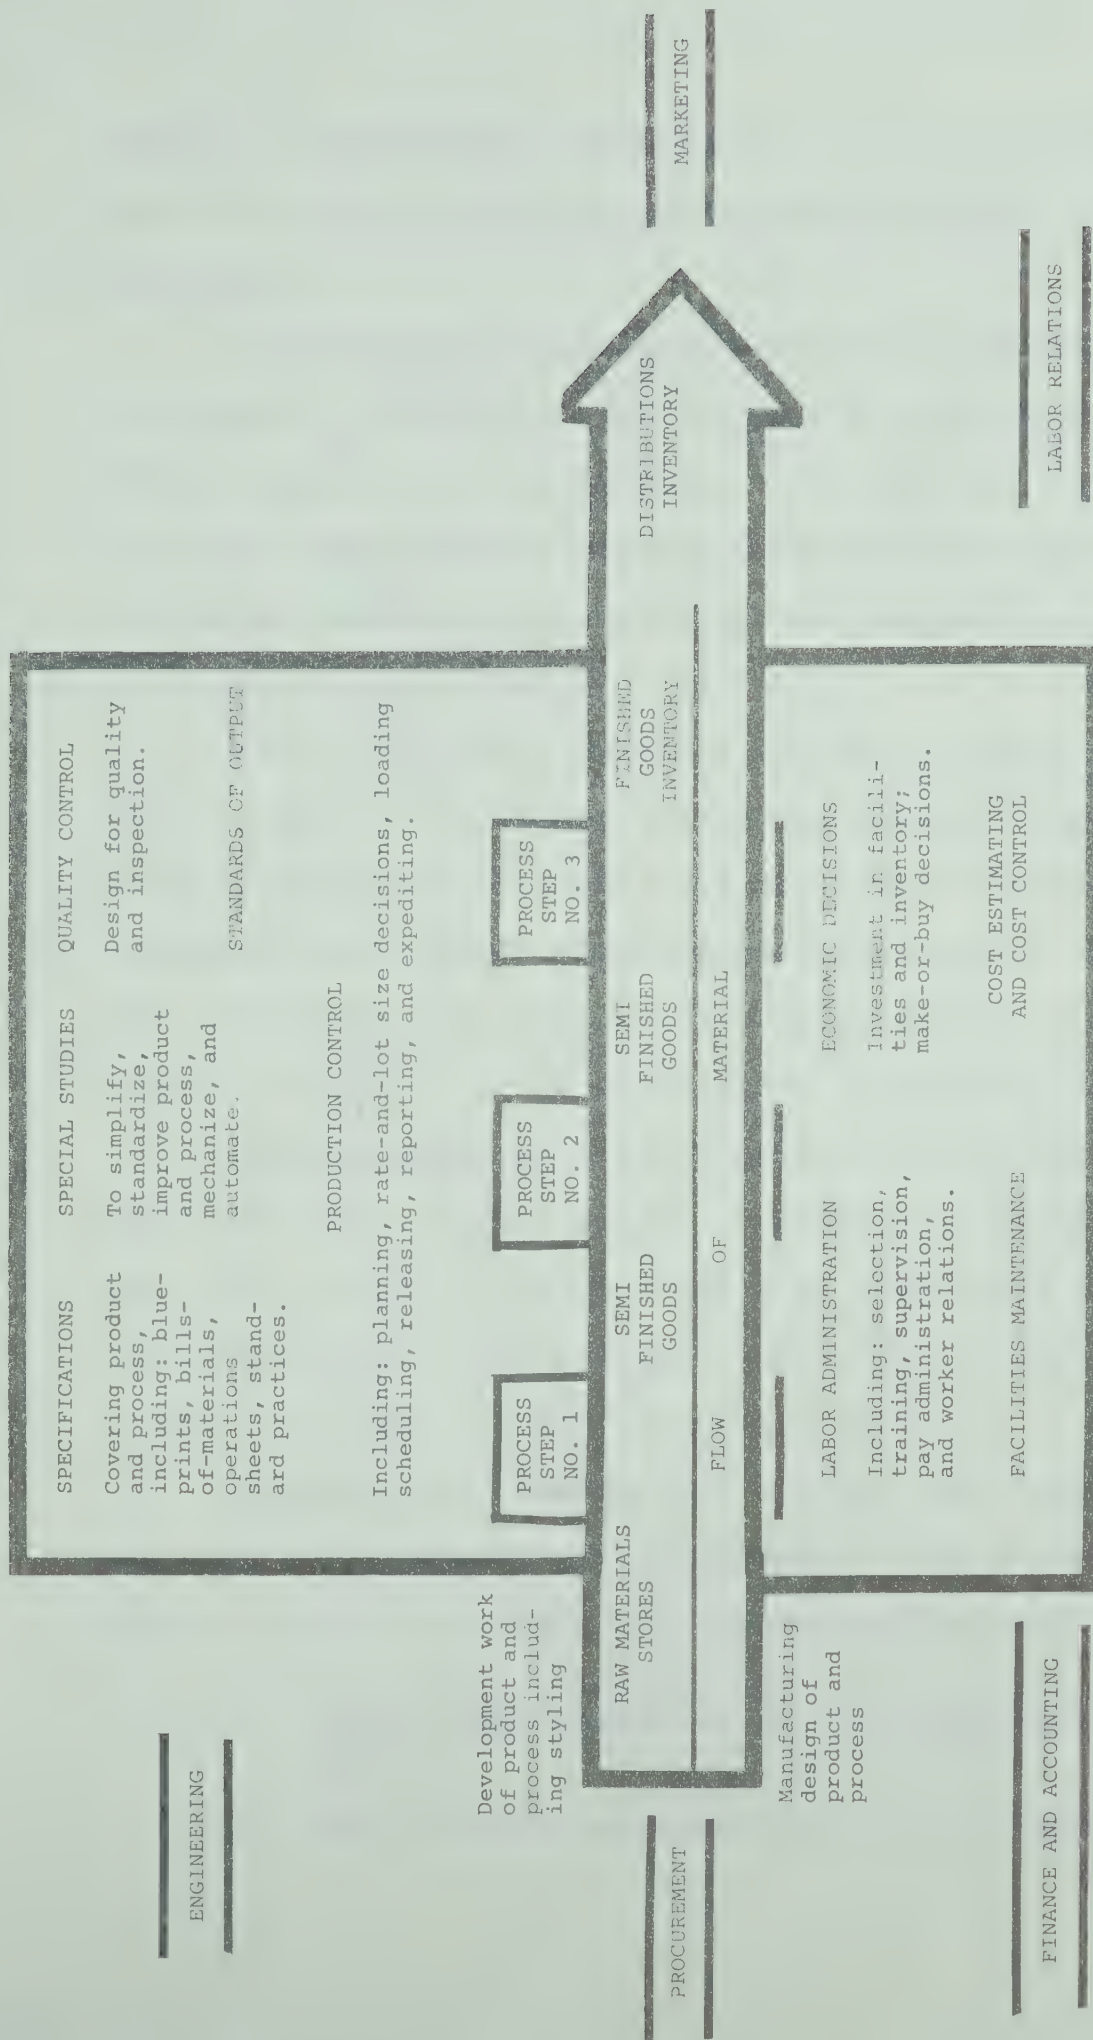 ENGINEERING
SPECIFICATIONS
Covering product
and process,
including: blue-
prints, bills-
of-materials,
operations
sheets, stand-
ard practices.
SPECIAL STUDIES
To simplify,
standardize,
improve product
and process,
mechanize, and
automate.
QUALITY CONTROL
Design for quality
and inspection.
STANDARDS OF OUTPUT
PRODUCTION CONTROL
Including: planning, rate-and-lot size decisions, loading
scheduling, releasing, reporting, and expediting.
Development work
of product and
process includ-
ing styling
PROCESS
STEP
NO. 1
PROCESS
STEP
NO. 2
PROCESS
STEP
NO. 3
PROCUREMENT
RAW MATERIALS
STORES
SEMI
FINISHED
GOODS
SEMI
FINISHED
GOODS
FINISHED
GOODS
INVENTORY
DISTRIBUTIONS
INVENTORY
MARKETING
FLOW OF MATERIAL
Manufacturing
design of
product and
process
LABOR ADMINISTRATION
Including: selection,
training, supervision,
pay administration,
and worker relations.
ECONOMIC DECISIONS
Investment in facili-
ties and inventory;
make-or-buy decisions.
FACILITIES MAINTENANCE
COST ESTIMATING
AND COST CONTROL
FINANCE AND ACCOUNTING
LABOR RELATIONS